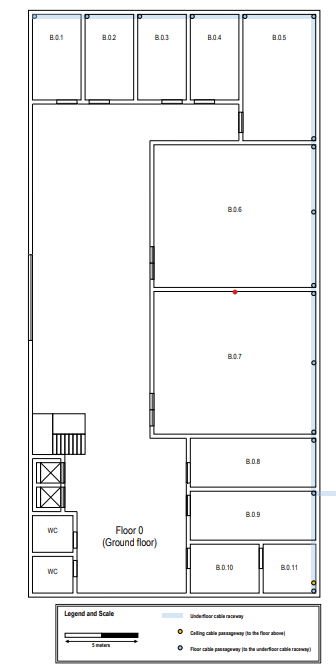 B.0.1 B.0.2 B.0.3 B.0.4 B.0.5
B.0.6
B.0.7
B.0.8
B.0.9
WC
Floor 0
(Ground floor)
WC
B.0.10 B.0.11
Legend and Scale
5 meters
Underfloor cable raceway
Ceiling cable passageway (to the floor above)
Floor cable passageway (to the underfloor cable raceway)